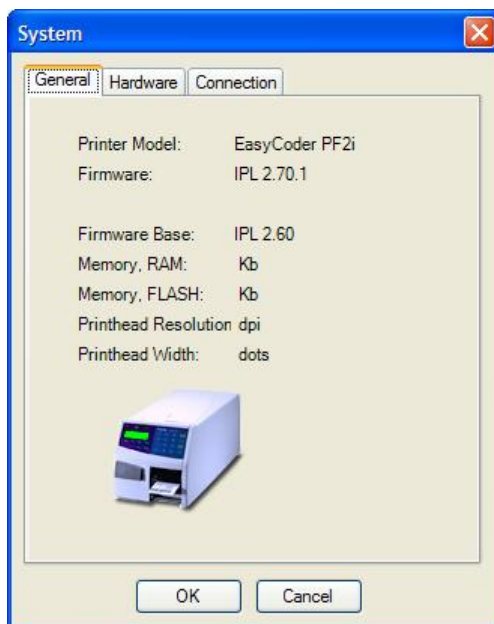 System
General Hardware Connection
Printer Model: EasyCoder PF2i
Firmware: IPL 2.70.1
Firmware Base: IPL 2.60
Memory, RAM: Kb
Memory, FLASH: Kb
Printhead Resolution dpi
Printhead Width: dots
OK Cancel